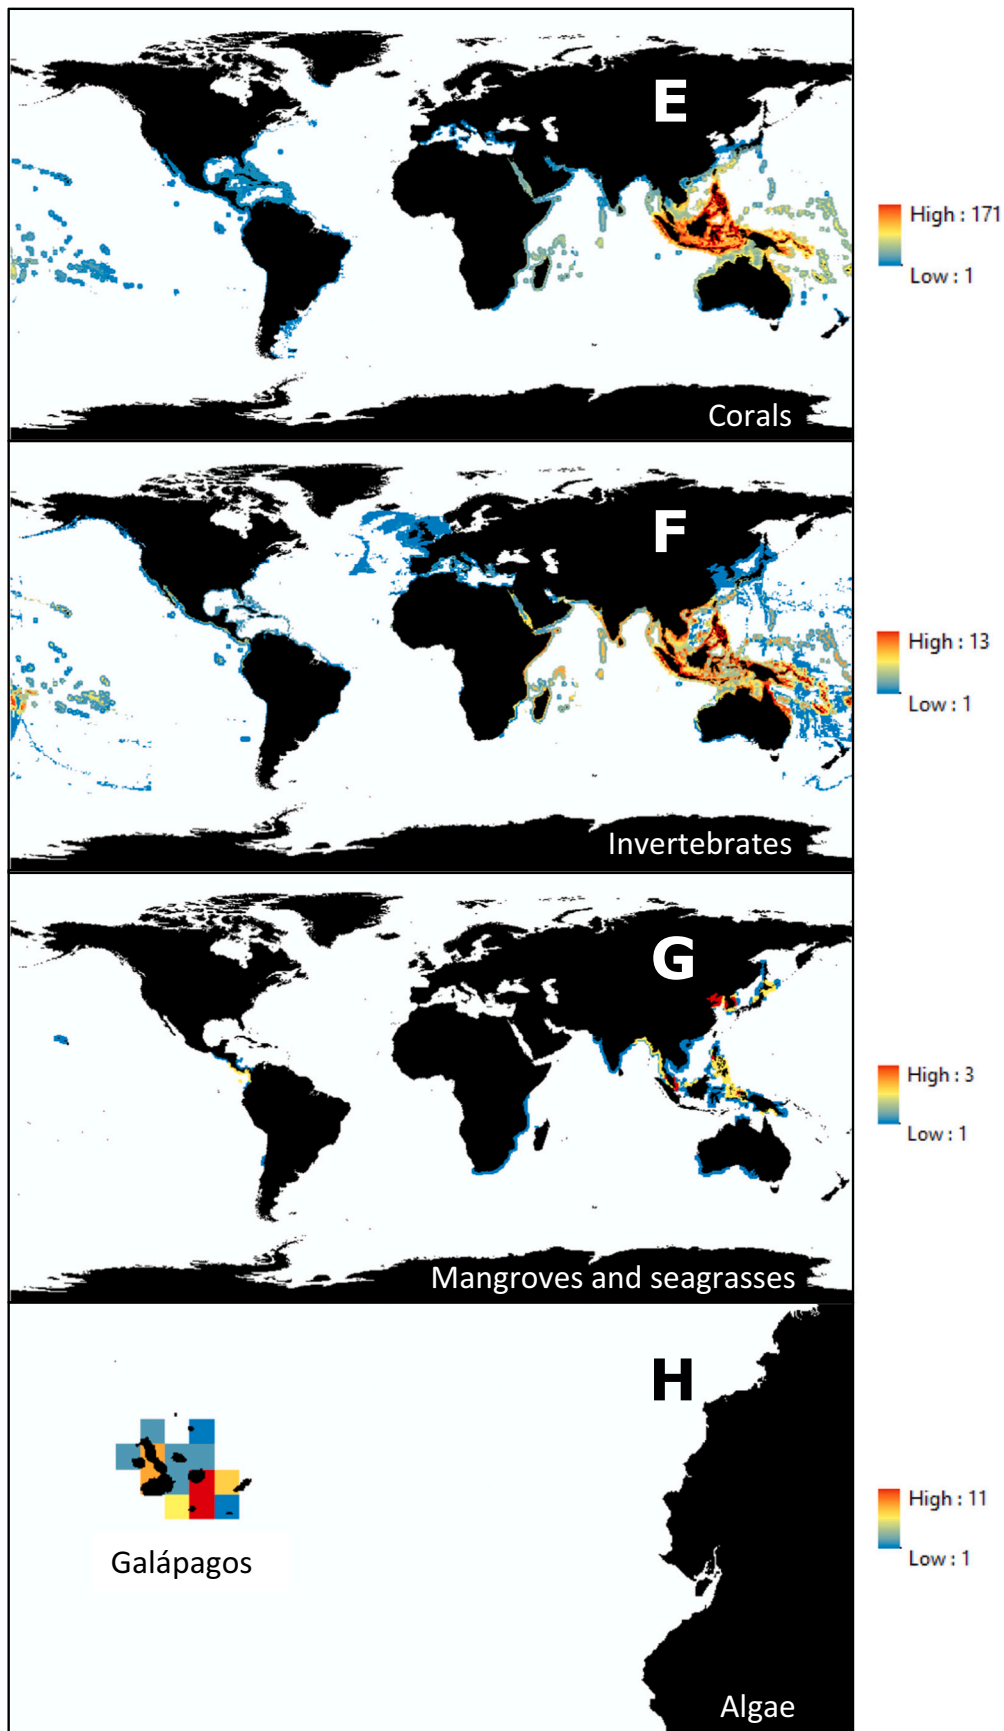 E
High : 171
Low : 1
Corals
F
High : 13
Low : 1
Invertebrates
G
High : 3
Low : 1
Mangroves and seagrasses
H
High : 11
Low : 1
Galápagos
Algae